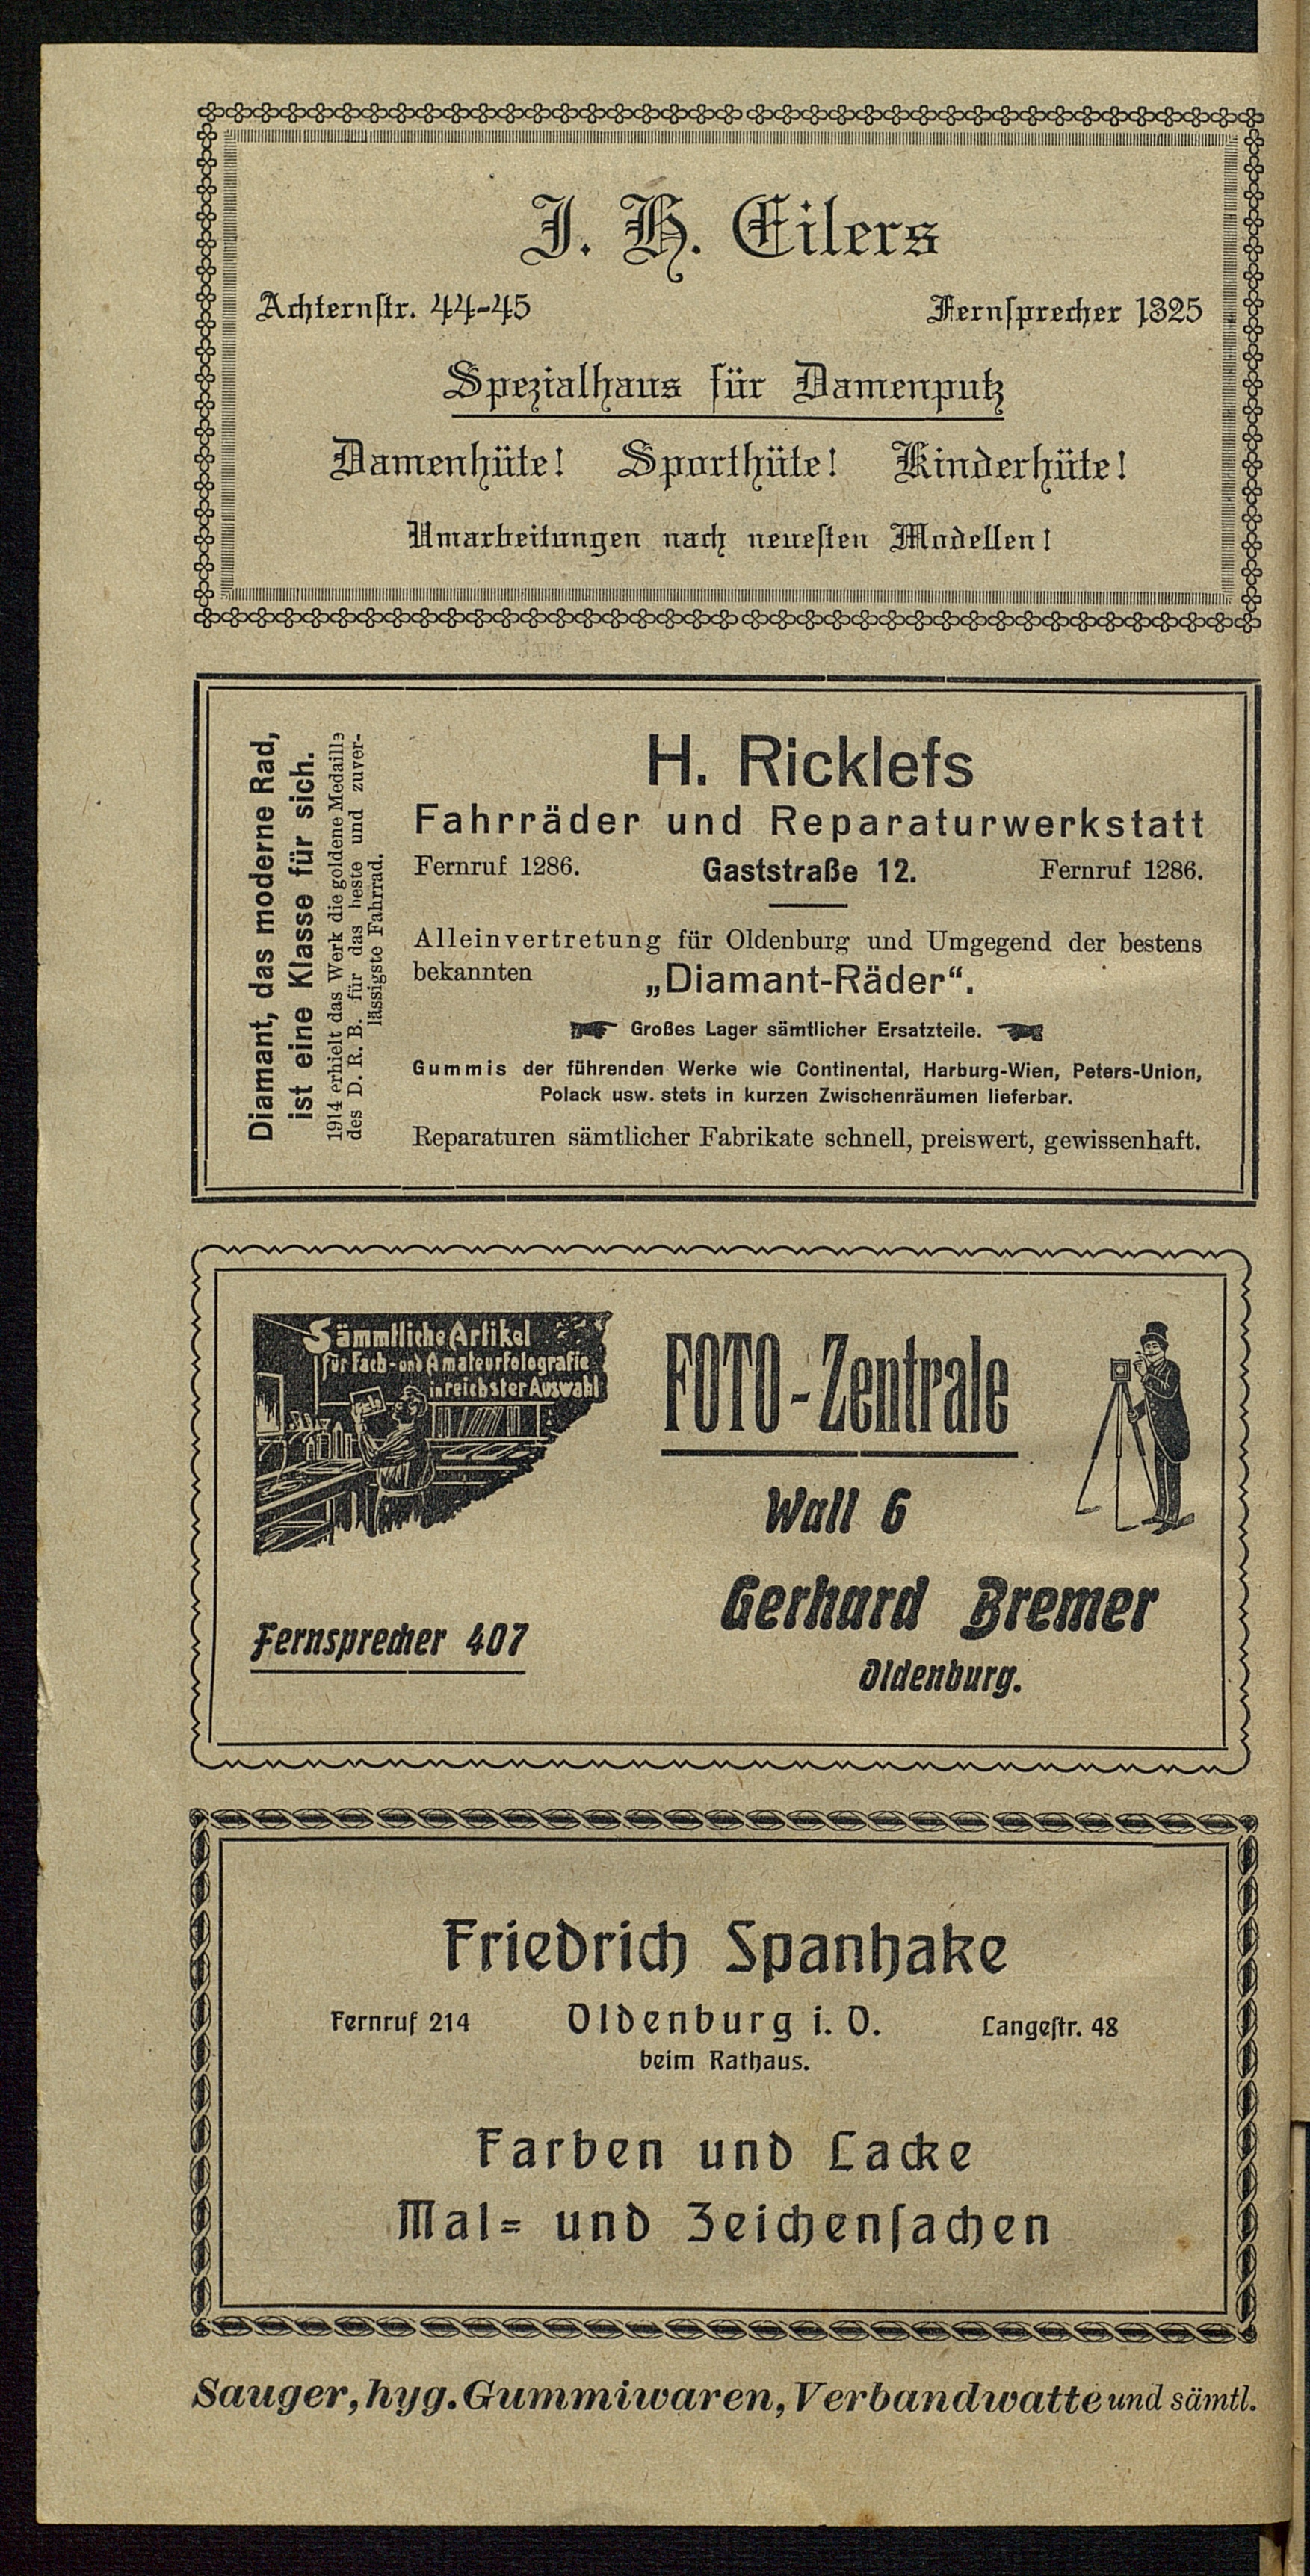 J. H. Eilers
Achternstr. 44-45 Fernsprecher 1325
Spezialhaus für Damenputz
Damenhüte! Sporthüte! Kinderhüte!
Umarbeitungen nach neuesten Modellen!
Diamant, das moderne Rad,
ist eine Klasse für sich.
1914 erhielt das Werk die goldene Medaille
des D. R. B. für das beste und zuver-
lässigste Fahrrad.
H. Ricklefs
Fahrräder und Reparaturwerkstatt
Fernruf 1286. Gaststraße 12. Fernruf 1286.
Alleinvertretung für Oldenburg und Umgegend der bestens
bekannten „Diamant-Räder“.
Großes Lager sämtlicher Ersatzteile.
Gummis der führenden Werke wie Continental, Harburg-Wien, Peters-Union,
Polack usw. stets in kurzen Zwischenräumen lieferbar.
Reparaturen sämtlicher Fabrikate schnell, preiswert, gewissenhaft.
Sämmtliche Artikel
für Fach- und Amateurfotografie
in reichster Auswahl
FOTO-Zentrale
Wall 6
Gerhard Bremer
Fernsprecher 407
Oldenburg.
Friedrich Spanhake
Fernruf 214 Oldenburg i. O. Langestr. 48
beim Rathaus.
Farben und Lacke
Mal= und Zeichensachen
Sauger, hyg. Gummiwaren, Verbandwatte und sämtl.